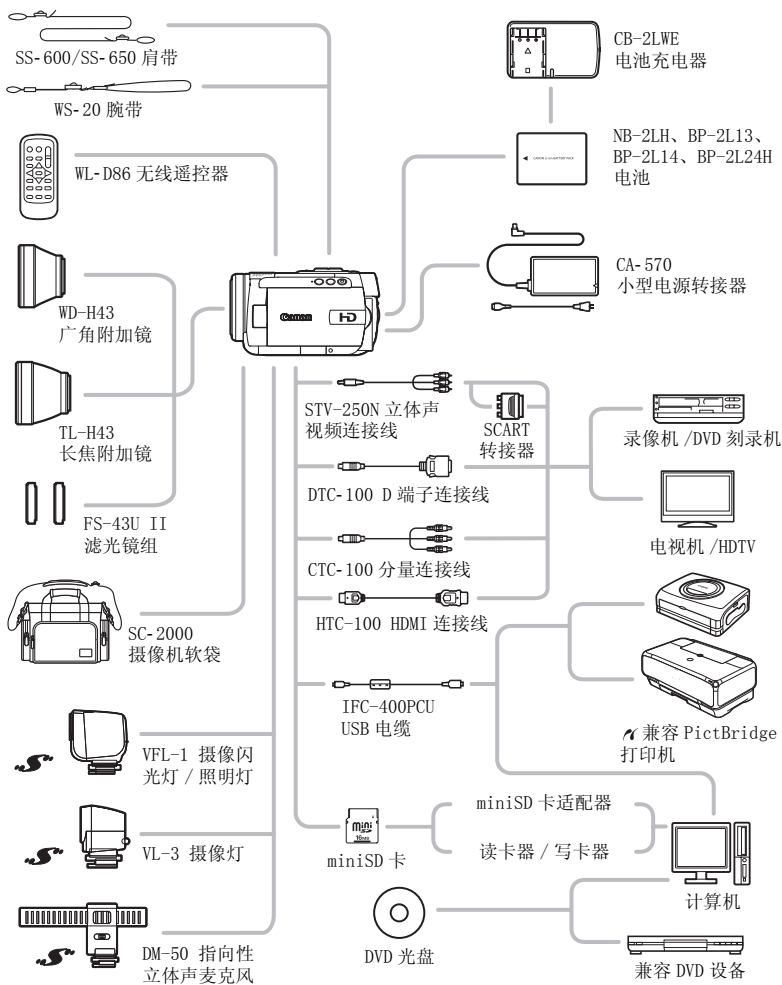 SS-600/SS-650 肩带
WS-20 腕带
WL-D86 无线遥控器
WD-H43
广角附加镜
TL-H43
长焦附加镜
FS-43U II
滤光镜组
SC-2000
摄像机软袋
VFL-1 摄像闪
光灯 / 照明灯
VL-3 摄像灯
DM-50 指向性
立体声麦克风
Canon
HD
CB-2LWE
电池充电器
CANON Li-ion BATTERY PACK
NB-2LH、BP-2L13、
BP-2L14、BP-2L24H
电池
CA-570
小型电源转接器
STV-250N 立体声
视频连接线
SCART
转接器
DTC-100 D 端子连接线
CTC-100 分量连接线
HTC-100 HDMI 连接线
IFC-400PCU
USB 电缆
录像机 /DVD 刻录机
电视机 /HDTV
兼容 PictBridge
打印机
Mini
16MB
miniSD 卡
miniSD 卡适配器
读卡器 / 写卡器
计算机
DVD 光盘
兼容 DVD 设备